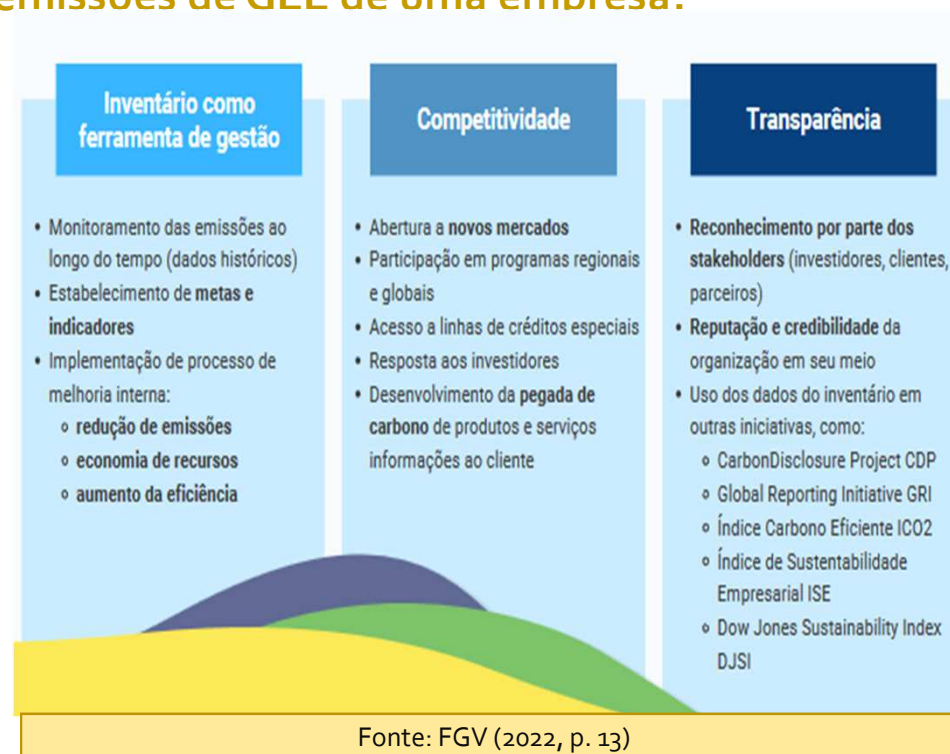 emissões de GEE de uma empresa?
Inventário como
ferramenta de gestão
• Monitoramento das emissões ao
longo do tempo (dados históricos)
• Estabelecimento de metas e
indicadores
• Implementação de processo de
melhoria interna:
∘ redução de emissões
∘ economia de recursos
∘ aumento da eficiência
Competitividade
• Abertura a novos mercados
• Participação em programas regionais
e globais
• Acesso a linhas de créditos especiais
• Resposta aos investidores
• Desenvolvimento da pegada de
carbono de produtos e serviços
informações ao cliente
Transparência
• Reconhecimento por parte dos
stakeholders (investidores, clientes,
parceiros)
• Reputação e credibilidade da
organização em seu meio
• Uso dos dados do inventário em
outras iniciativas, como:
∘ CarbonDisclosure Project CDP
∘ Global Reporting Initiative GRI
∘ Índice Carbono Eficiente ICO2
∘ Índice de Sustentabilidade
Empresarial ISE
∘ Dow Jones Sustainability Index
DJSI
Fonte: FGV (2022, p. 13)